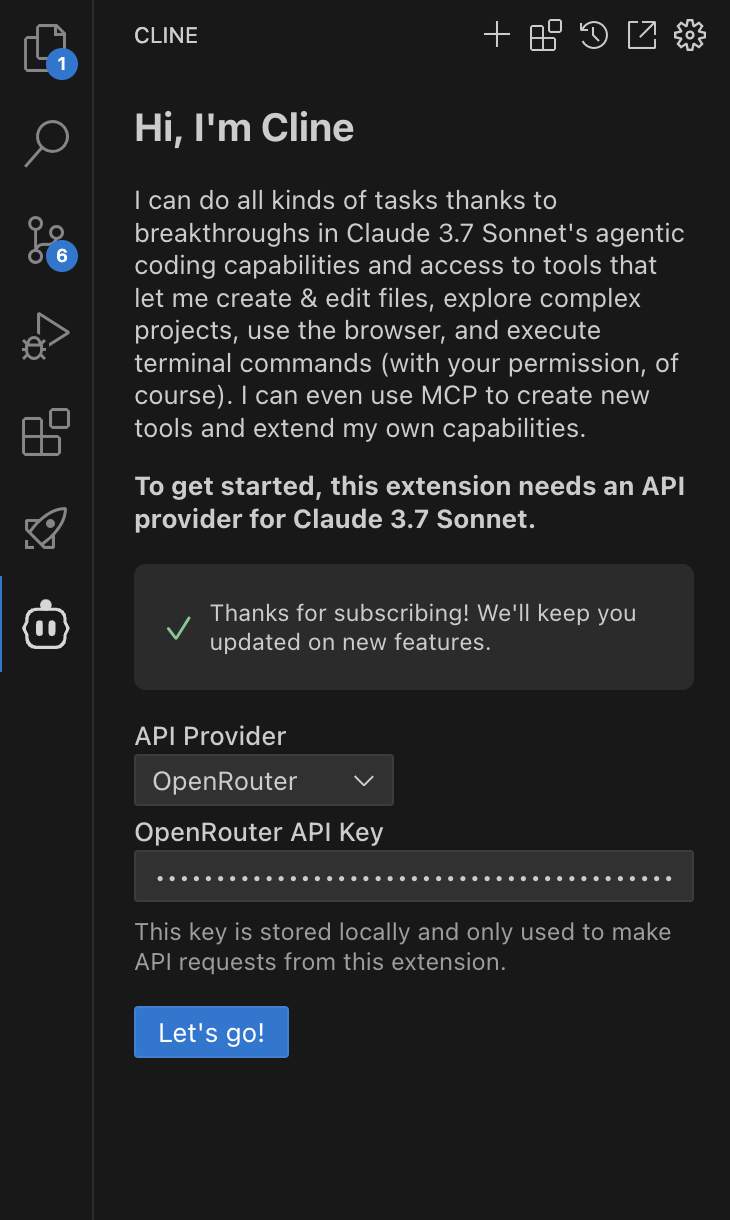 CLINE
1
6
Hi, I'm Cline
I can do all kinds of tasks thanks to
breakthroughs in Claude 3.7 Sonnet's agentic
coding capabilities and access to tools that
let me create & edit files, explore complex
projects, use the browser, and execute
terminal commands (with your permission, of
course). I can even use MCP to create new
tools and extend my own capabilities.
To get started, this extension needs an API
provider for Claude 3.7 Sonnet.
Thanks for subscribing! We'll keep you
updated on new features.
API Provider
OpenRouter
OpenRouter API Key
•••••••••••••••••••••••••••••••••••••••••••
This key is stored locally and only used to make
API requests from this extension.
Let's go!